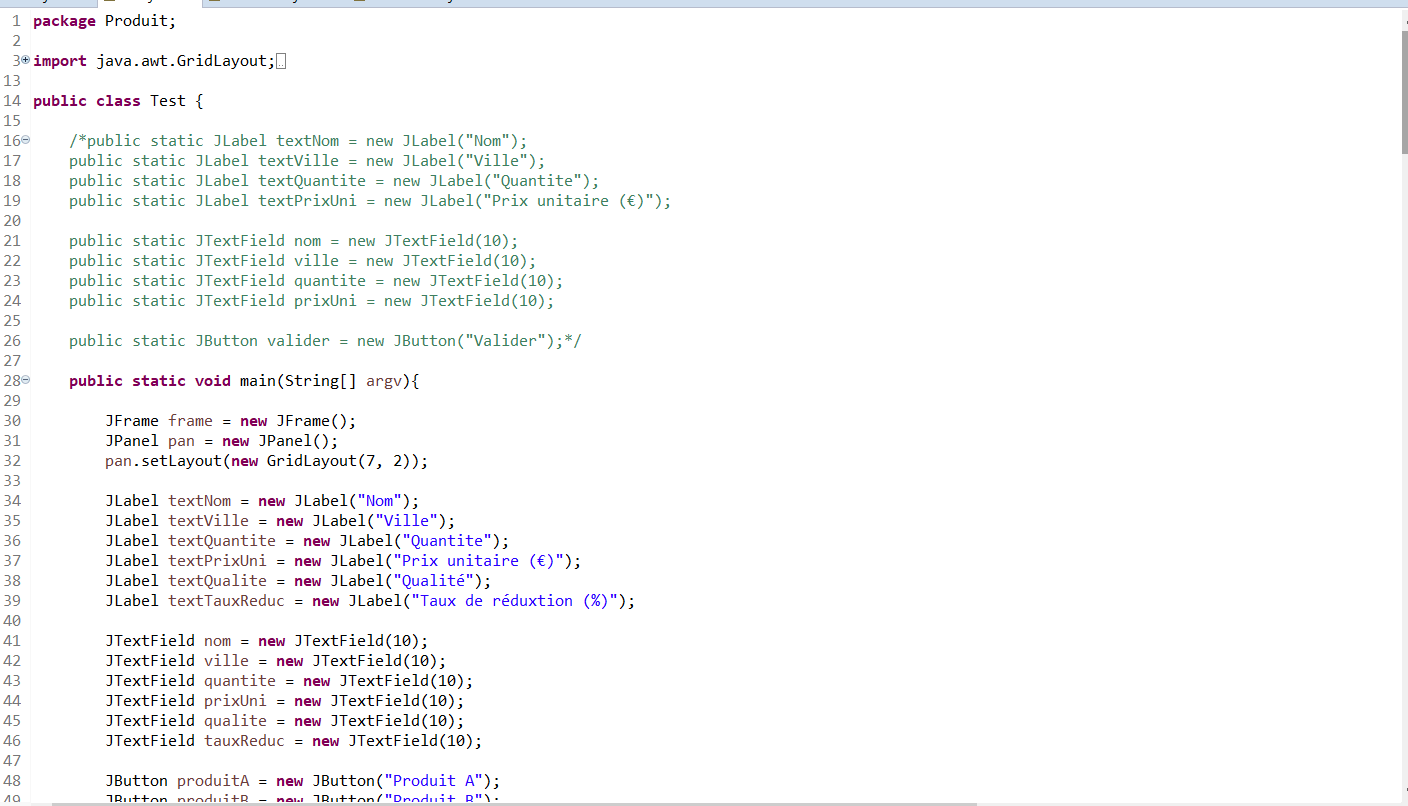 1 package Produit;
2
3 import java.awt.GridLayout;
13
14 public class Test {
15
16     /*public static JLabel textNom = new JLabel("Nom");
17     public static JLabel textVille = new JLabel("Ville");
18     public static JLabel textQuantite = new JLabel("Quantite");
19     public static JLabel textPrixUni = new JLabel("Prix unitaire (€)");
20
21     public static JTextField nom = new JTextField(10);
22     public static JTextField ville = new JTextField(10);
23     public static JTextField quantite = new JTextField(10);
24     public static JTextField prixUni = new JTextField(10);
25
26     public static JButton valider = new JButton("Valider");*/
27
28     public static void main(String[] argv){
29
30         JFrame frame = new JFrame();
31         JPanel pan = new JPanel();
32         pan.setLayout(new GridLayout(7, 2));
33
34         JLabel textNom = new JLabel("Nom");
35         JLabel textVille = new JLabel("Ville");
36         JLabel textQuantite = new JLabel("Quantite");
37         JLabel textPrixUni = new JLabel("Prix unitaire (€)");
38         JLabel textQualite = new JLabel("Qualité");
39         JLabel textTauxReduc = new JLabel("Taux de réduxtion (%)");
40
41         JTextField nom = new JTextField(10);
42         JTextField ville = new JTextField(10);
43         JTextField quantite = new JTextField(10);
44         JTextField prixUni = new JTextField(10);
45         JTextField qualite = new JTextField(10);
46         JTextField tauxReduc = new JTextField(10);
47
48         JButton produitA = new JButton("Produit A");
49         JButton produitB = new JButton("Produit B");